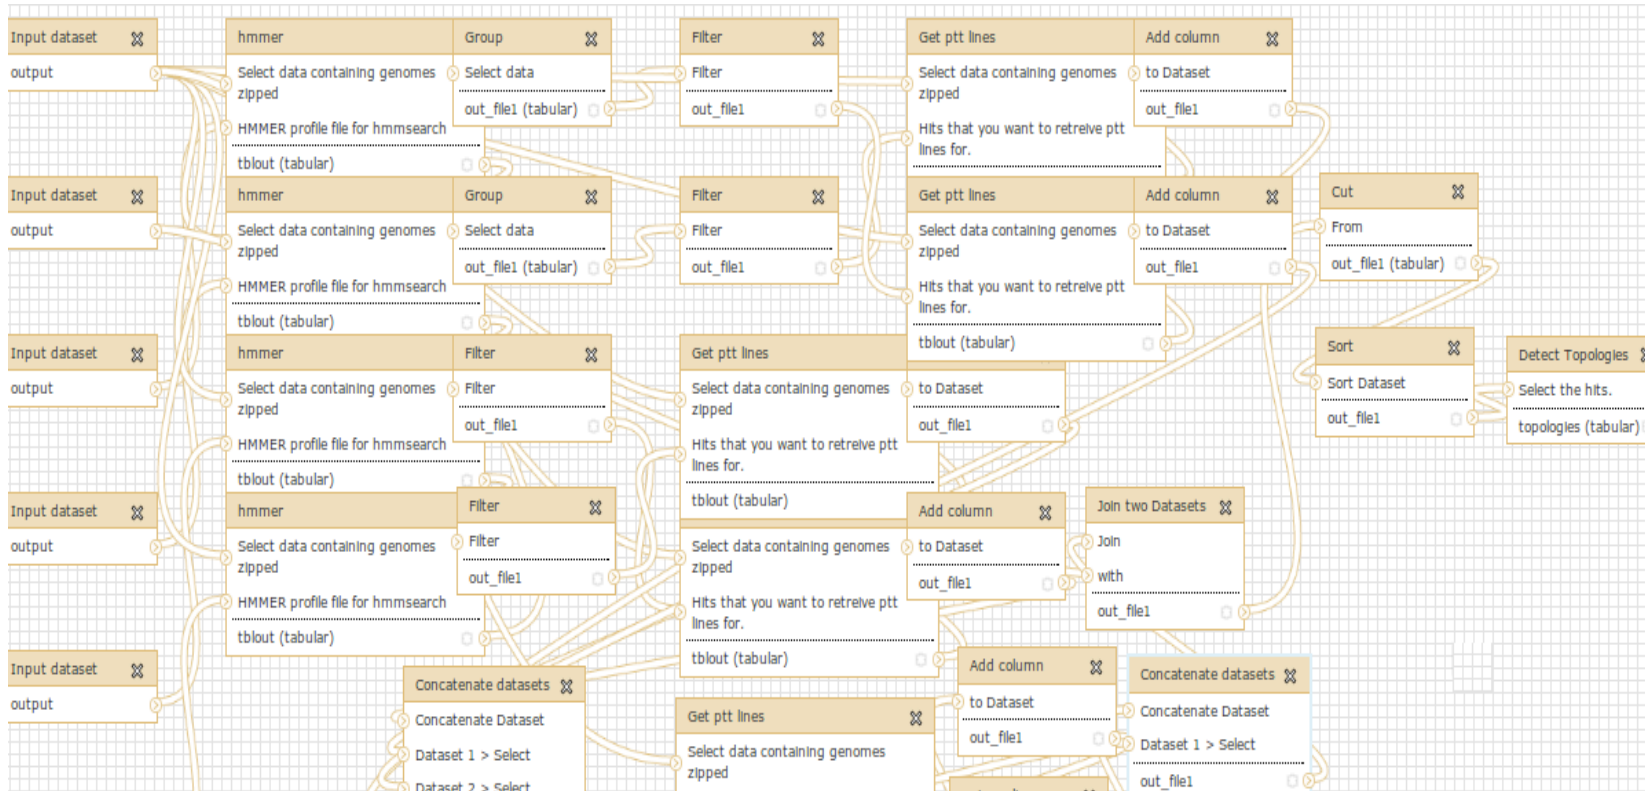 Input dataset
output
hmmer
Select data containing genomes
zipped
HMMER profile file for hmmsearch
tblout (tabular)
Group
Select data
out_file1 (tabular)
Filter
Filter
out_file1
Get ptt lines
Select data containing genomes
zipped
Hits that you want to retreive ptt
lines for.
Add column
to Dataset
out_file1
Input dataset
output
hmmer
Select data containing genomes
zipped
HMMER profile file for hmmsearch
tblout (tabular)
Group
Select data
out_file1 (tabular)
Filter
Filter
out_file1
Get ptt lines
Select data containing genomes
zipped
Hits that you want to retreive ptt
lines for.
tblout (tabular)
Add column
to Dataset
out_file1
Cut
From
out_file1 (tabular)
Input dataset
output
hmmer
Select data containing genomes
zipped
HMMER profile file for hmmsearch
tblout (tabular)
Filter
Filter
out_file1
Get ptt lines
Select data containing genomes
zipped
Hits that you want to retreive ptt
lines for.
tblout (tabular)
to Dataset
out_file1
Sort
Sort Dataset
out_file1
Detect Topologies
Select the hits.
topologies (tabular)
Input dataset
output
hmmer
Select data containing genomes
zipped
HMMER profile file for hmmsearch
tblout (tabular)
Filter
Filter
out_file1
Select data containing genomes
zipped
Hits that you want to retreive ptt
lines for.
tblout (tabular)
Add column
to Dataset
out_file1
Join two Datasets
Join
with
out_file1
Input dataset
output
Concatenate datasets
Concatenate Dataset
Dataset 1 > Select
Dataset 2 > Select
Get ptt lines
Select data containing genomes
zipped
Add column
to Dataset
out_file1
Concatenate datasets
Concatenate Dataset
Dataset 1 > Select
out_file1